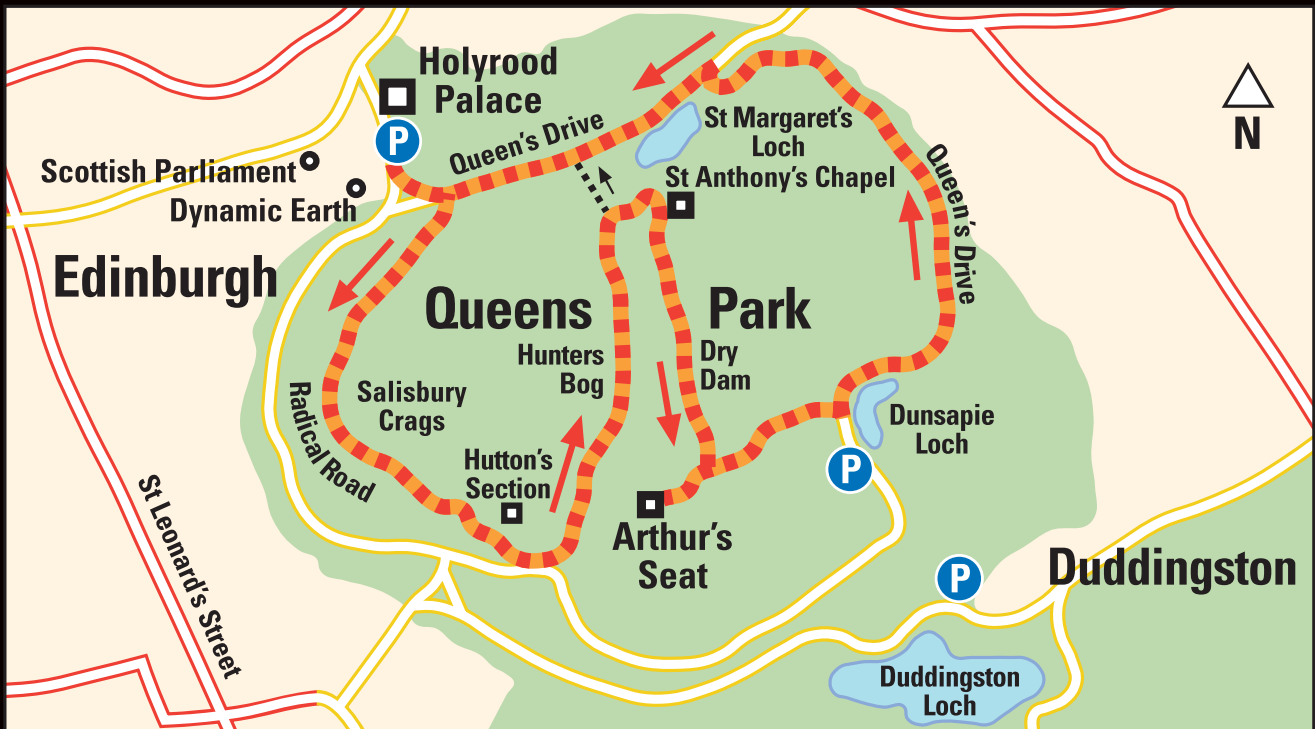 Holyrood
Palace
P
Scottish Parliament
Dynamic Earth
Edinburgh
Queen's Drive
St Margaret's
Loch
St Anthony's Chapel
N
Queen's Drive
Queens Park
Hunters
Bog
Dry
Dam
Salisbury
Crags
Radical Road
Dunsapie
Loch
P
Hutton's
Section
Arthur's
Seat
St Leonard's Street
P
Duddingston
Duddingston
Loch